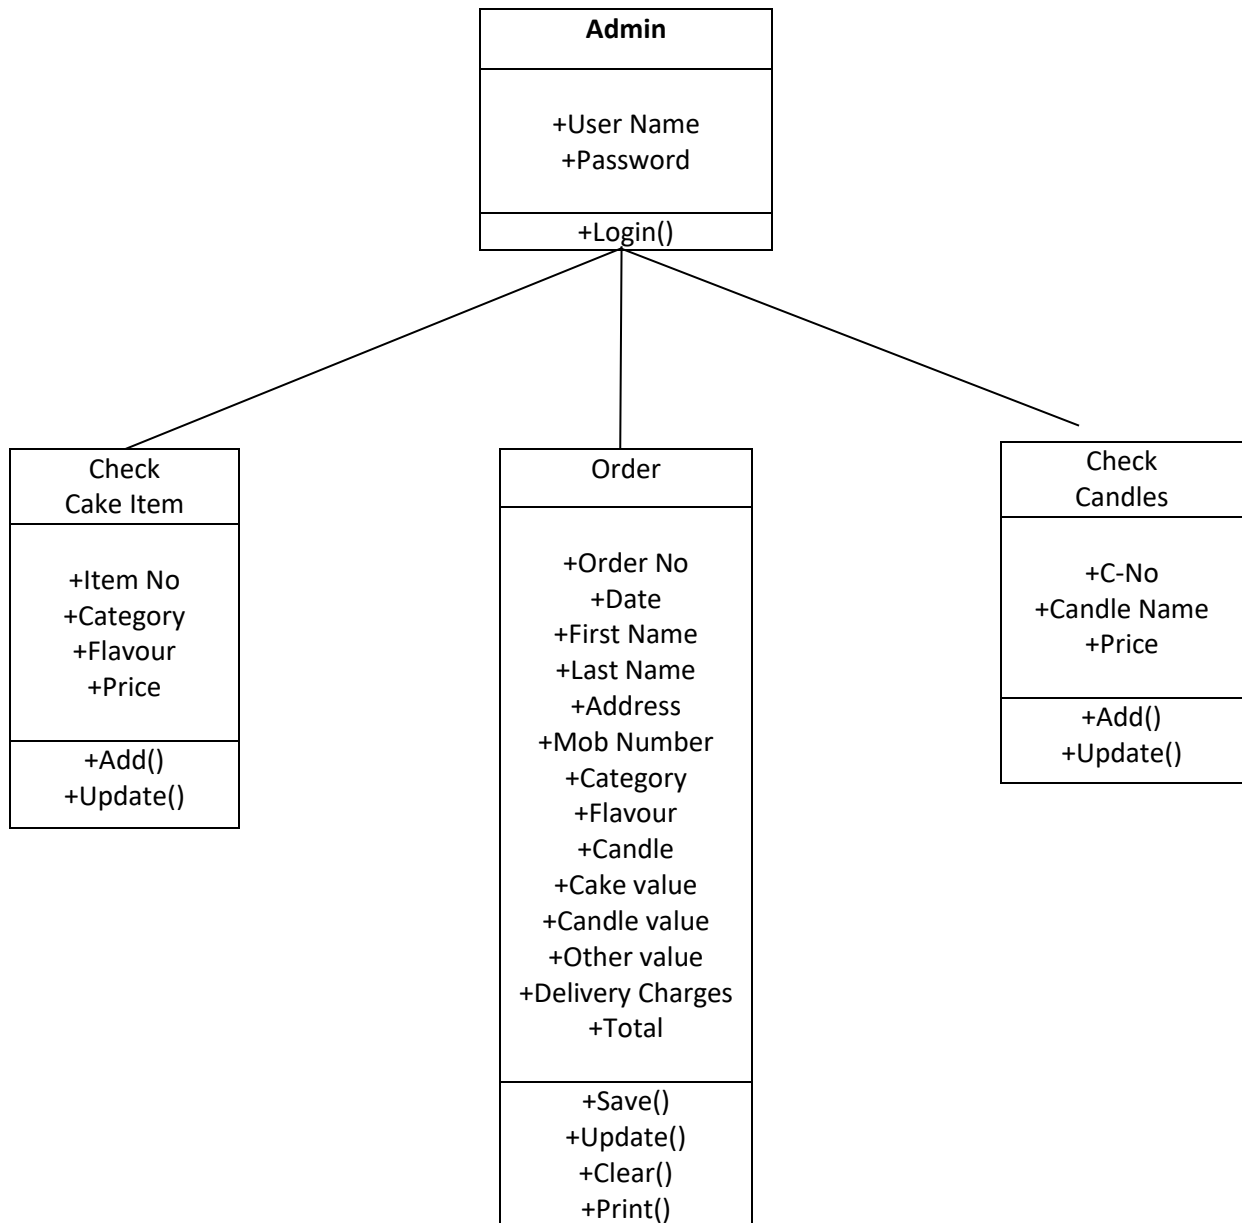 Admin
+User Name
+Password
+Login()
Check
Cake Item
+Item No
+Category
+Flavour
+Price
+Add()
+Update()
Order
+Order No
+Date
+First Name
+Last Name
+Address
+Mob Number
+Category
+Flavour
+Candle
+Cake value
+Candle value
+Other value
+Delivery Charges
+Total
+Save()
+Update()
+Clear()
+Print()
Check
Candles
+C-No
+Candle Name
+Price
+Add()
+Update()